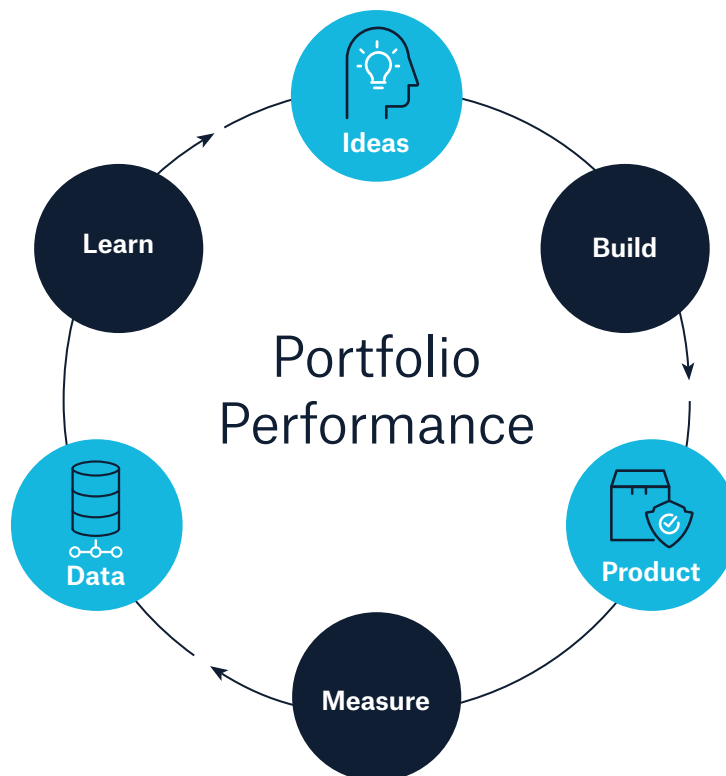 Ideas
Learn
Build
Portfolio
Performance
Data
Product
Measure